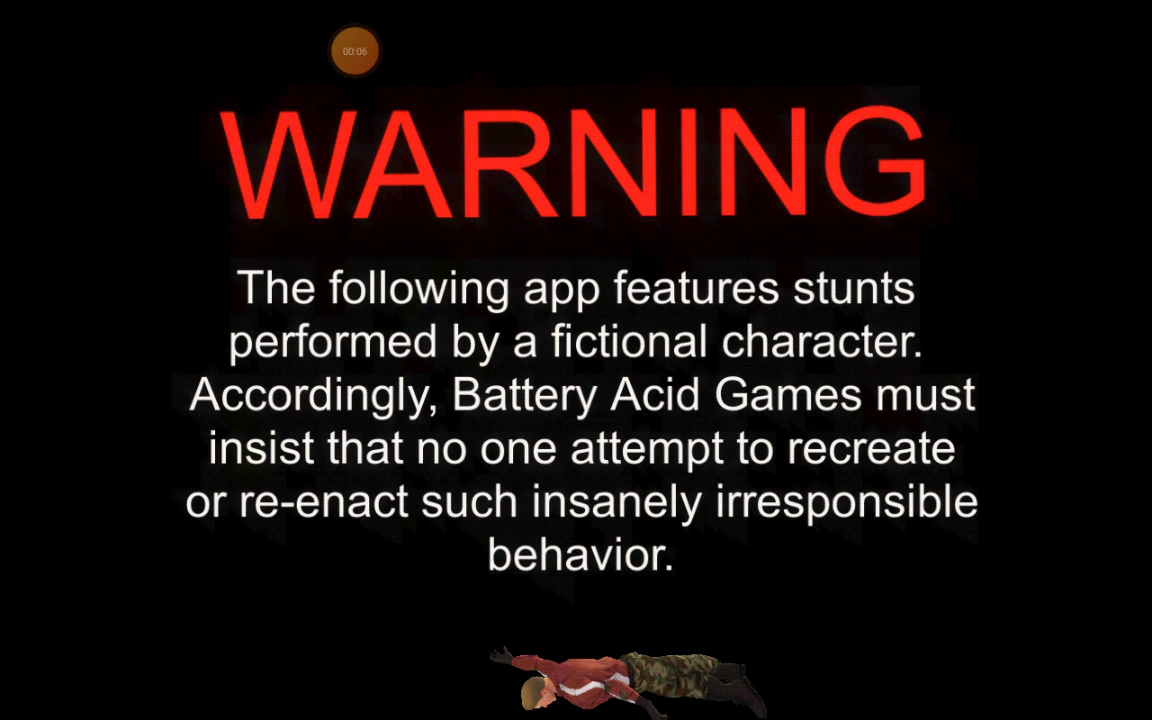 00:06
WARNING
The following app features stunts
performed by a fictional character.
Accordingly, Battery Acid Games must
insist that no one attempt to recreate
or re-enact such insanely irresponsible
behavior.